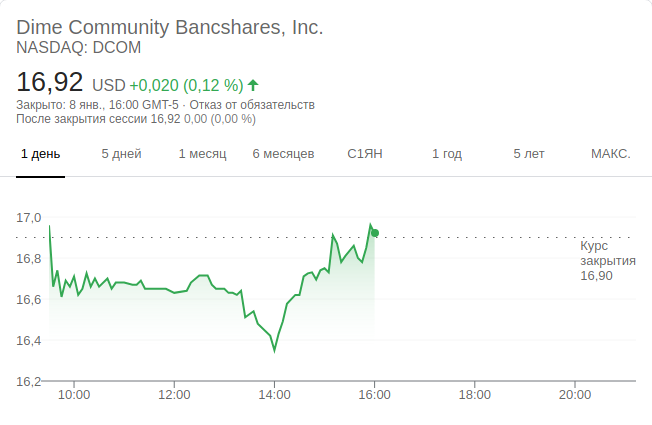 Dime Community Bancshares, Inc.
NASDAQ: DCOM
16,92 USD +0,020 (0,12 %)
Закрыто: 8 янв., 16:00 GMT-5 · Отказ от обязательств
После закрытия сессии 16,92 0,00 (0,00 %)
1 день 5 дней 1 месяц 6 месяцев С1ЯН 1 год 5 лет МАКС.
17,0
16,8
16,6
16,4
16,2
Курс
закрытия
16,90
10:00 12:00 14:00 16:00 18:00 20:00